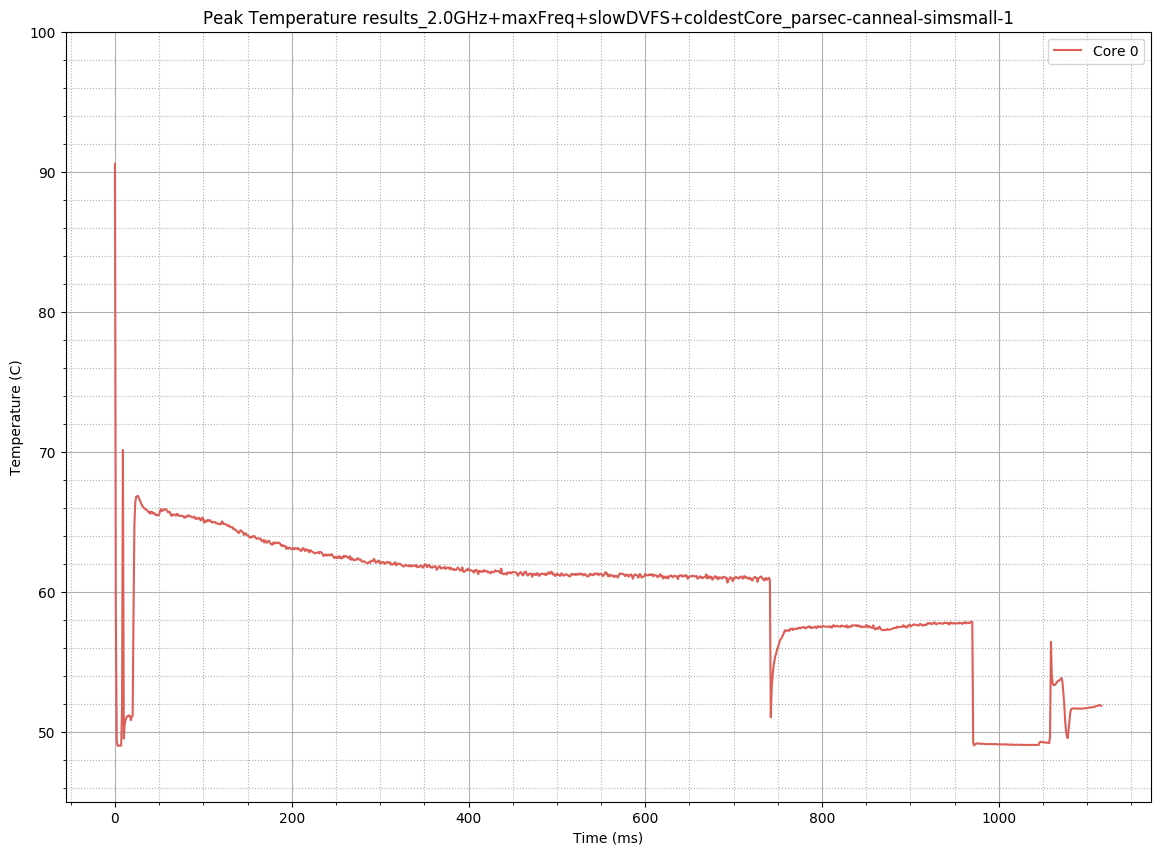 Peak Temperature results_2.0GHz+maxFreq+slowDVFS+coldestCore_parsec-canneal-simsmall-1
Core 0
Temperature (C)
100
90
80
70
60
50
0 200 400 600 800 1000
Time (ms)